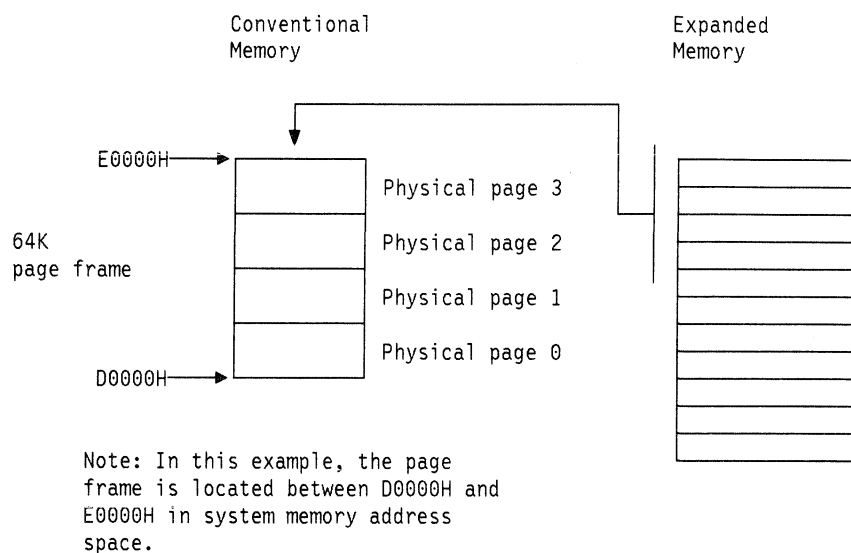 Conventional
Memory
Expanded
Memory
E0000H
Physical page 3
64K
page frame
Physical page 2
Physical page 1
Physical page 0
D0000H
Note: In this example, the page
frame is located between D0000H and
E0000H in system memory address
space.